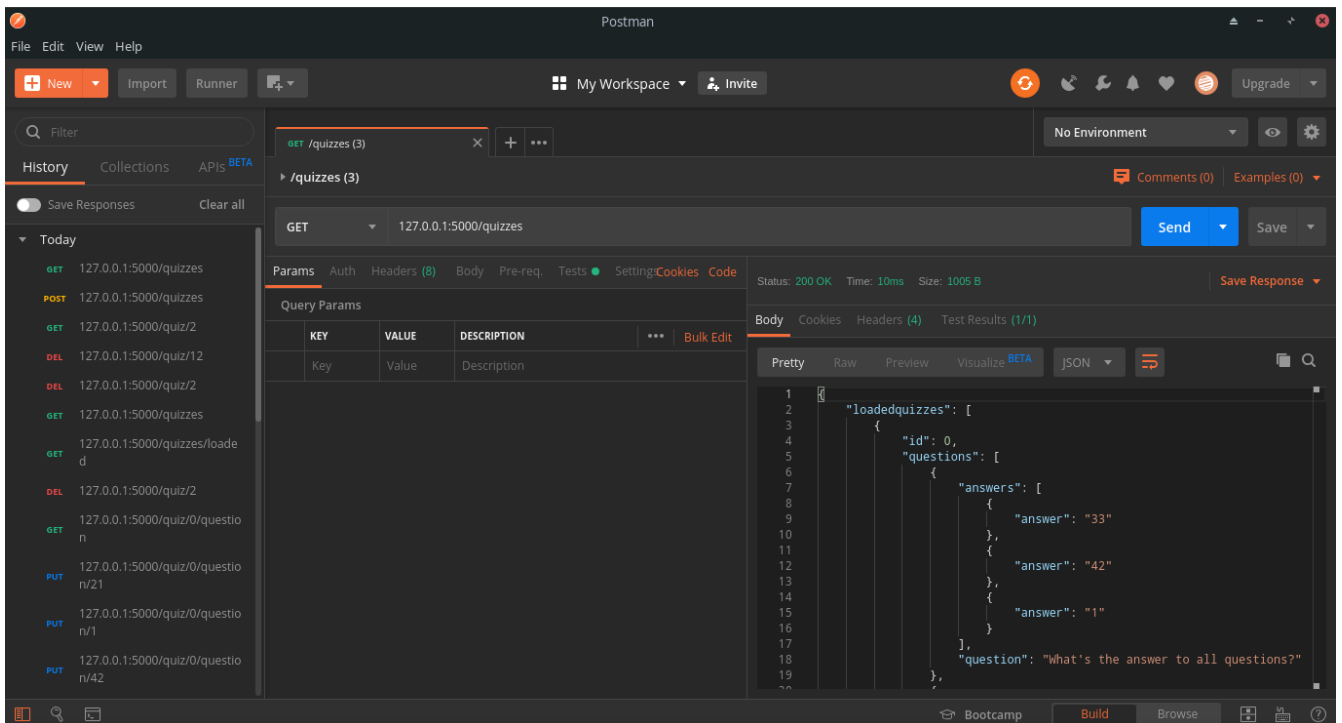 Postman
File Edit View Help
New Import Runner My Workspace Invite Upgrade
Filter
History Collections APIs BETA
Save Responses Clear all
Today
GET 127.0.0.1:5000/quizzes
POST 127.0.0.1:5000/quizzes
GET 127.0.0.1:5000/quiz/2
DEL 127.0.0.1:5000/quiz/12
DEL 127.0.0.1:5000/quiz/2
GET 127.0.0.1:5000/quizzes
GET 127.0.0.1:5000/quizzes/loade
d
DEL 127.0.0.1:5000/quiz/2
GET 127.0.0.1:5000/quiz/0/questio
n
PUT 127.0.0.1:5000/quiz/0/questio
n/21
PUT 127.0.0.1:5000/quiz/0/questio
n/1
PUT 127.0.0.1:5000/quiz/0/questio
n/42
GET /quizzes (3)
No Environment
/quizzes (3)
Comments (0) Examples (0)
GET 127.0.0.1:5000/quizzes Send Save
Params Auth Headers (8) Body Pre-req. Tests Settings Cookies Code
Query Params
KEY VALUE DESCRIPTION Bulk Edit
Key Value Description
Status: 200 OK Time: 10ms Size: 1005 B Save Response
Body Cookies Headers (4) Test Results (1/1)
Pretty Raw Preview Visualize BETA JSON
1 {
2 "loadedquizzes": [
3 {
4 "id": 0,
5 "questions": [
6 {
7 "answers": [
8 {
9 "answer": "33"
10 },
11 {
12 "answer": "42"
13 },
14 {
15 "answer": "1"
16 }
17 ],
18 "question": "What's the answer to all questions?"
19 },
20 {
Bootcamp Build Browse